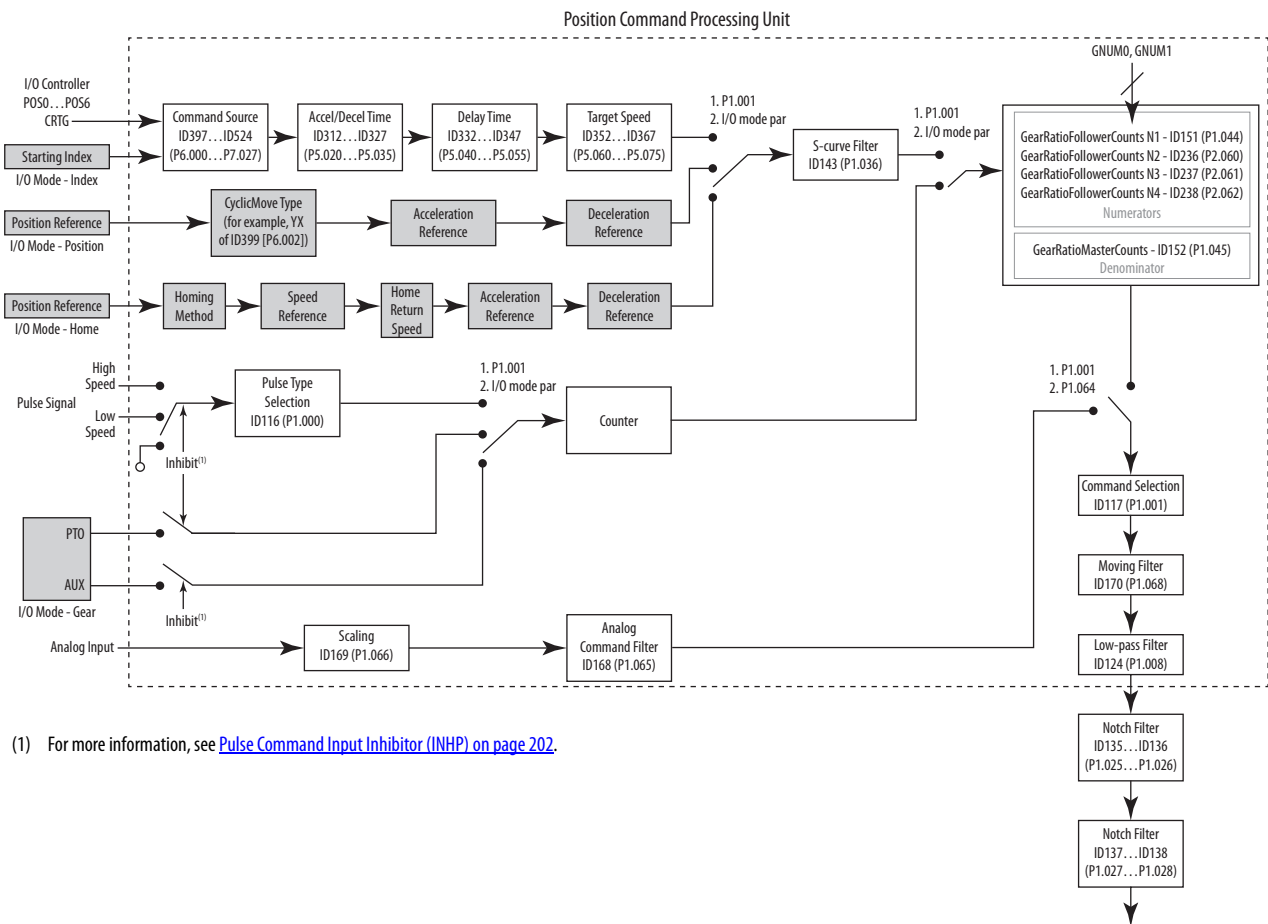 Position Command Processing Unit
GNUM0, GNUM1
I/O Controller
POS0…POS6
CRTG
Starting Index
I/O Mode - Index
Command Source
ID397…ID524
(P6.000…P7.027)
Accel/Decel Time
ID312…ID327
(P5.020…P5.035)
Delay Time
ID332…ID347
(P5.040…P5.055)
Target Speed
ID352…ID367
(P5.060…P5.075)
1. P1.001
2. I/O mode par
S-curve Filter
ID143 (P1.036)
1. P1.001
2. I/O mode par
GearRatioFollowerCounts N1 - ID151 (P1.044)
GearRatioFollowerCounts N2 - ID236 (P2.060)
GearRatioFollowerCounts N3 - ID237 (P2.061)
GearRatioFollowerCounts N4 - ID238 (P2.062)
Numerators
GearRatioMasterCounts - ID152 (P1.045)
Denominator
Position Reference
I/O Mode - Position
CyclicMove Type
(for example, YX
of ID399 [P6.002])
Acceleration
Reference
Deceleration
Reference
Position Reference
I/O Mode - Home
Homing
Method
Speed
Reference
Home
Return
Speed
Acceleration
Reference
Deceleration
Reference
High
Speed
Pulse Signal
Low
Speed
Inhibit(1)
Pulse Type
Selection
ID116 (P1.000)
1. P1.001
2. I/O mode par
Counter
1. P1.001
2. P1.064
PTO
AUX
I/O Mode - Gear
Inhibit(1)
Analog Input
Scaling
ID169 (P1.066)
Analog
Command Filter
ID168 (P1.065)
Command Selection
ID117 (P1.001)
Moving Filter
ID170 (P1.068)
Low-pass Filter
ID124 (P1.008)
Notch Filter
ID135…ID136
(P1.025…P1.026)
Notch Filter
ID137…ID138
(P1.027…P1.028)
(1) For more information, see Pulse Command Input Inhibitor (INHP) on page 202.